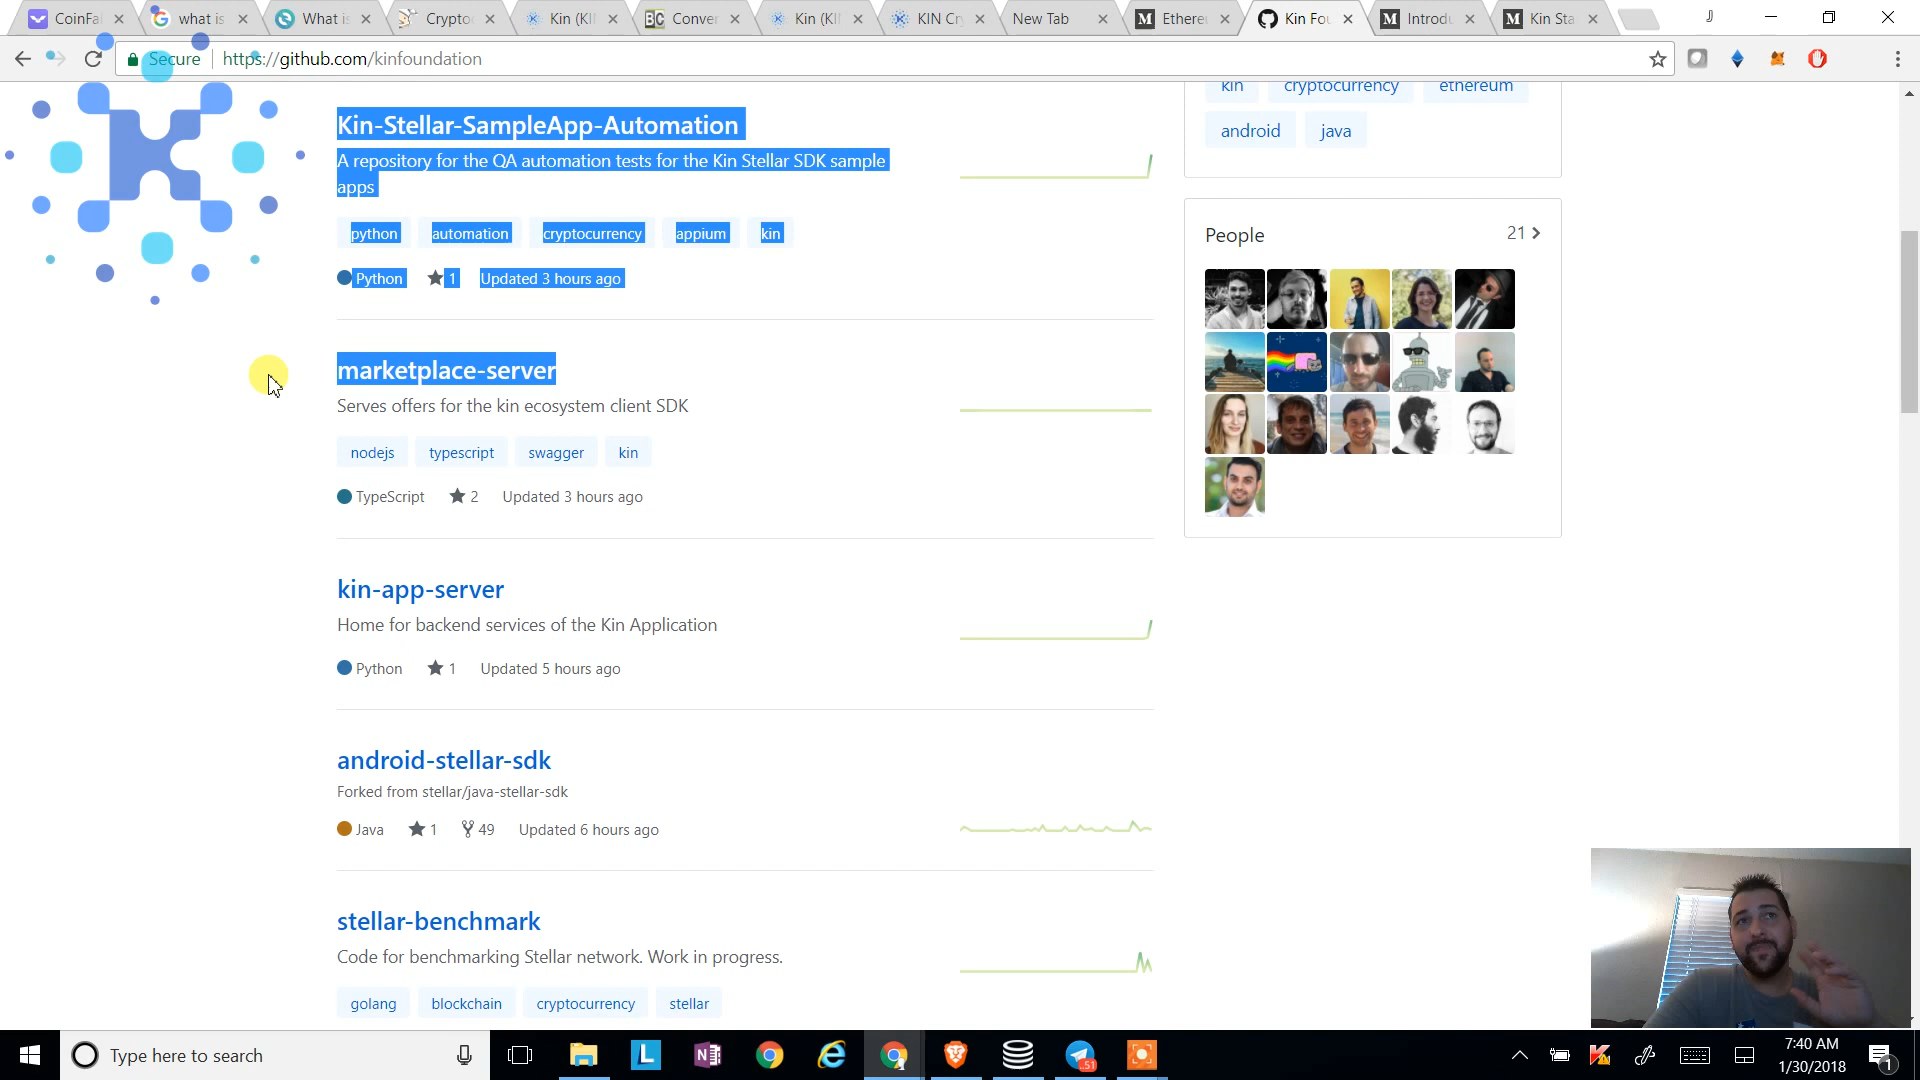 CoinFal
what is
What is
Crypto
Kin (KI
Conver
Kin (KI
KIN Cr
New Tab
Ethere
Kin Fou
Introdu
Kin Sta
Secure
https://github.com/kinfoundation
Kin-Stellar-SampleApp-Automation
A repository for the QA automation tests for the Kin Stellar SDK sample
apps
python automation cryptocurrency appium kin
Python 1 Updated 3 hours ago
marketplace-server
Serves offers for the kin ecosystem client SDK
nodejs typescript swagger kin
TypeScript 2 Updated 3 hours ago
kin-app-server
Home for backend services of the Kin Application
Python 1 Updated 5 hours ago
android-stellar-sdk
Forked from stellar/java-stellar-sdk
Java 1 49 Updated 6 hours ago
stellar-benchmark
Code for benchmarking Stellar network. Work in progress.
golang blockchain cryptocurrency stellar
kin cryptocurrency ethereum
android java
People 21
Type here to search
7:40 AM
1/30/2018
1